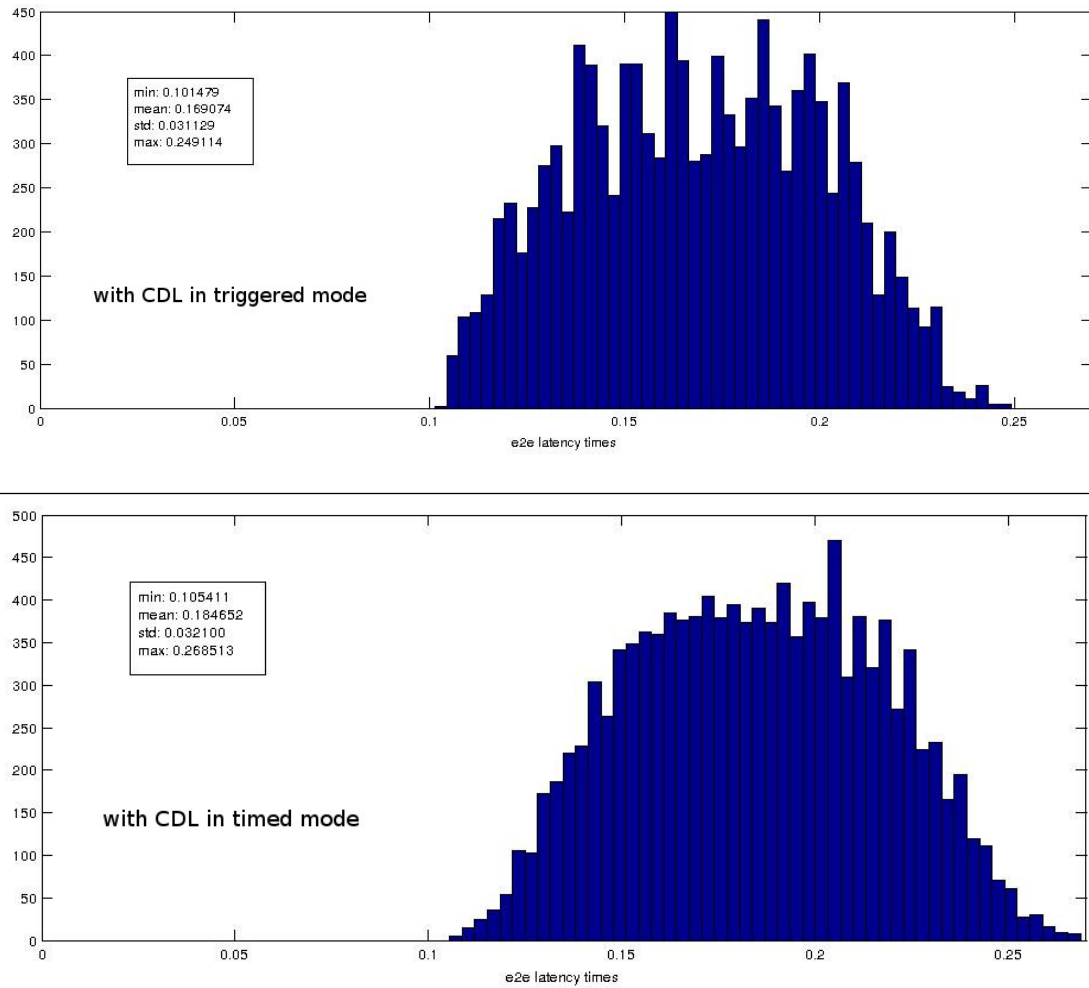 450
400
350
300
250
200
150
100
50
0
min: 0.101479
mean: 0.169074
std: 0.031129
max: 0.249114
with CDL in triggered mode
0 0.05 0.1 0.15 0.2 0.25
e2e latency times
500
450
400
350
300
250
200
150
100
50
0
min: 0.105411
mean: 0.184652
std: 0.032100
max: 0.268513
with CDL in timed mode
0 0.05 0.1 0.15 0.2 0.25
e2e latency times